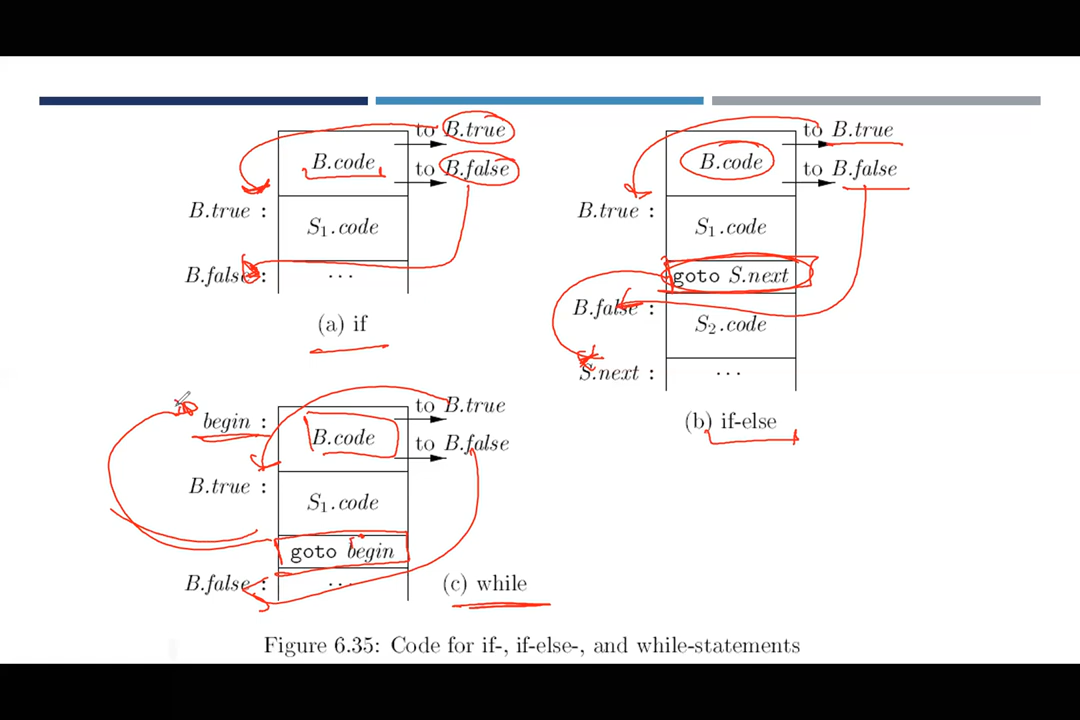 to B.true
B.code
to B.false
B.true :
S₁.code
B.false :
...
(a) if
to B.true
B.code
to B.false
B.true :
S₁.code
goto S.next
B.false :
S₂.code
S.next :
...
(b) if-else
to B.true
begin :
B.code
to B.false
B.true :
S₁.code
goto begin
B.false :
...
(c) while
Figure 6.35: Code for if-, if-else-, and while-statements